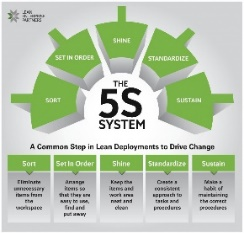 LEAN
PARTNERS
SORT
SET IN ORDER
SHINE
STANDARDIZE
SUSTAIN
THE
5S
SYSTEM
A Common Step in Lean Deployments to Drive Change
Sort
Eliminate
unnecessary
items from
the workspace
Set In Order
Arrange
items so that
they are easy
to use, find
and put away
Shine
Keep the
items and work
area neat and
clean
Standardize
Create a
consistent
approach to
tasks and
procedures
Sustain
Make a
habit of
maintaining
the correct
procedures